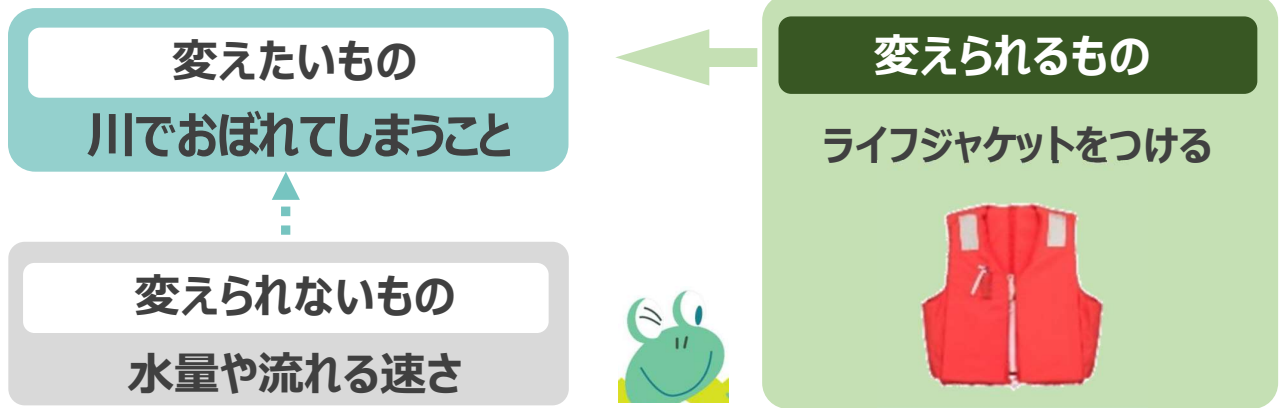 変えたいもの
川でおぼれてしまうこと
変えられないもの
水量や流れる速さ
変えられるもの
ライフジャケットをつける